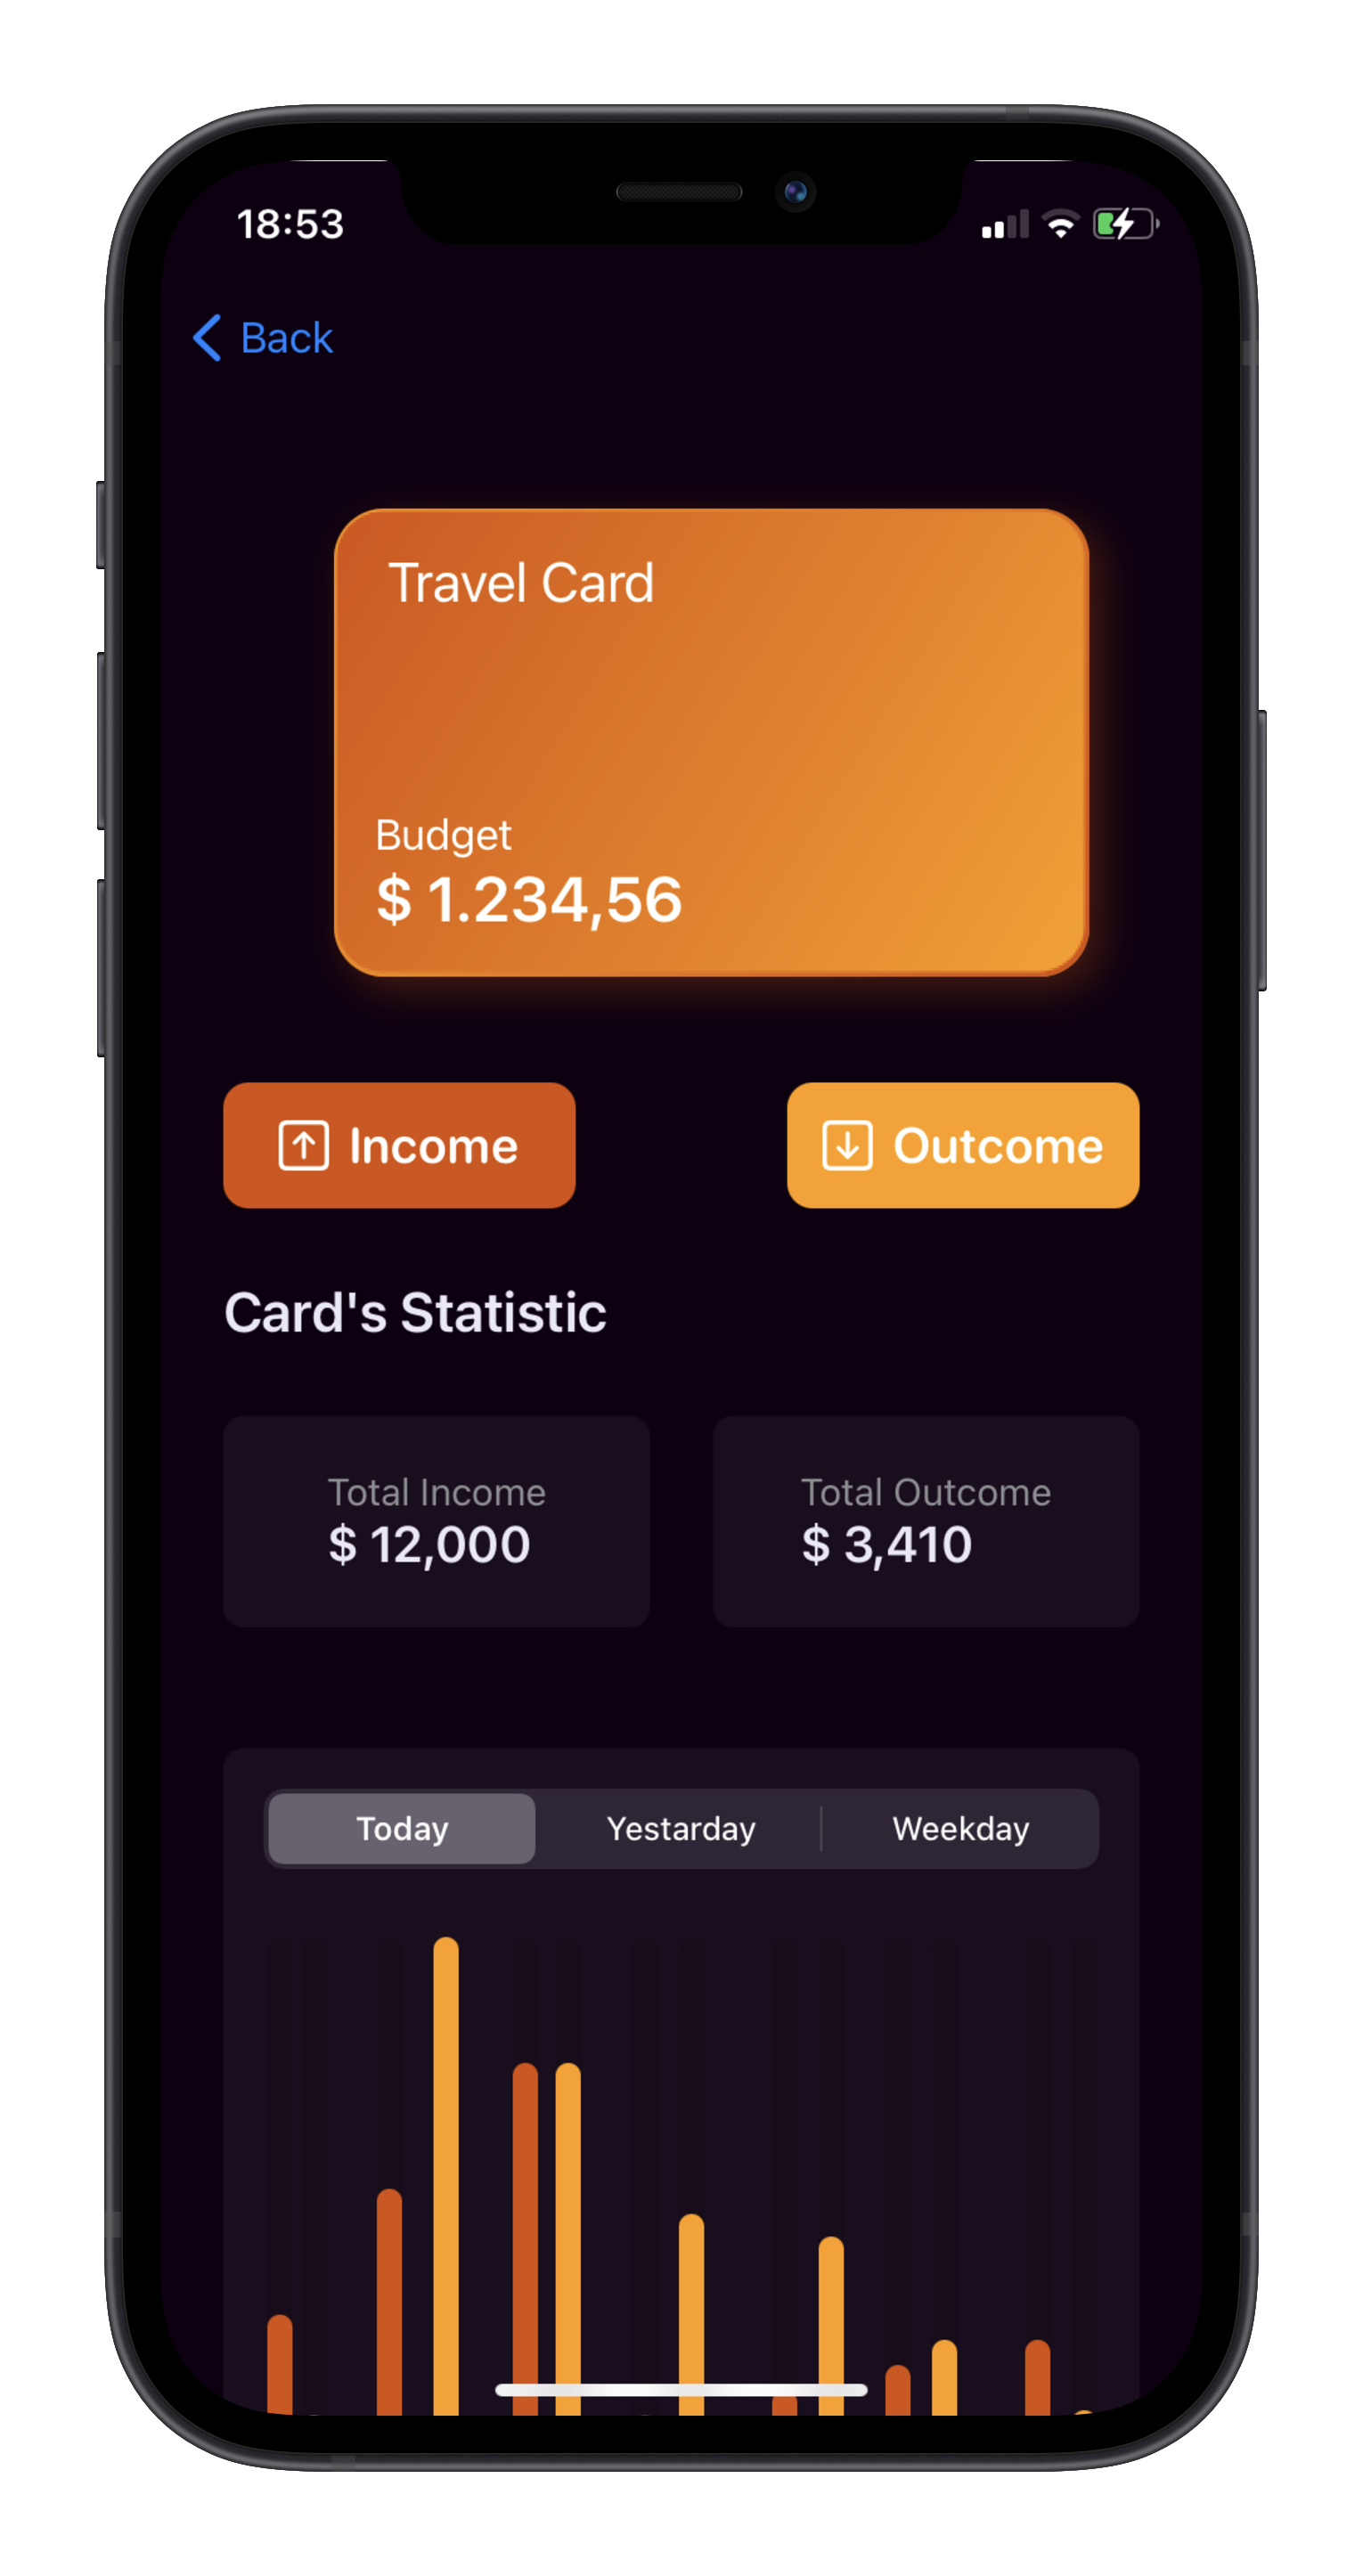 18:53
Back
Travel Card
Budget
$ 1.234,56
Income
Outcome
Card's Statistic
Total Income
$ 12,000
Total Outcome
$ 3,410
Today
Yestarday
Weekday